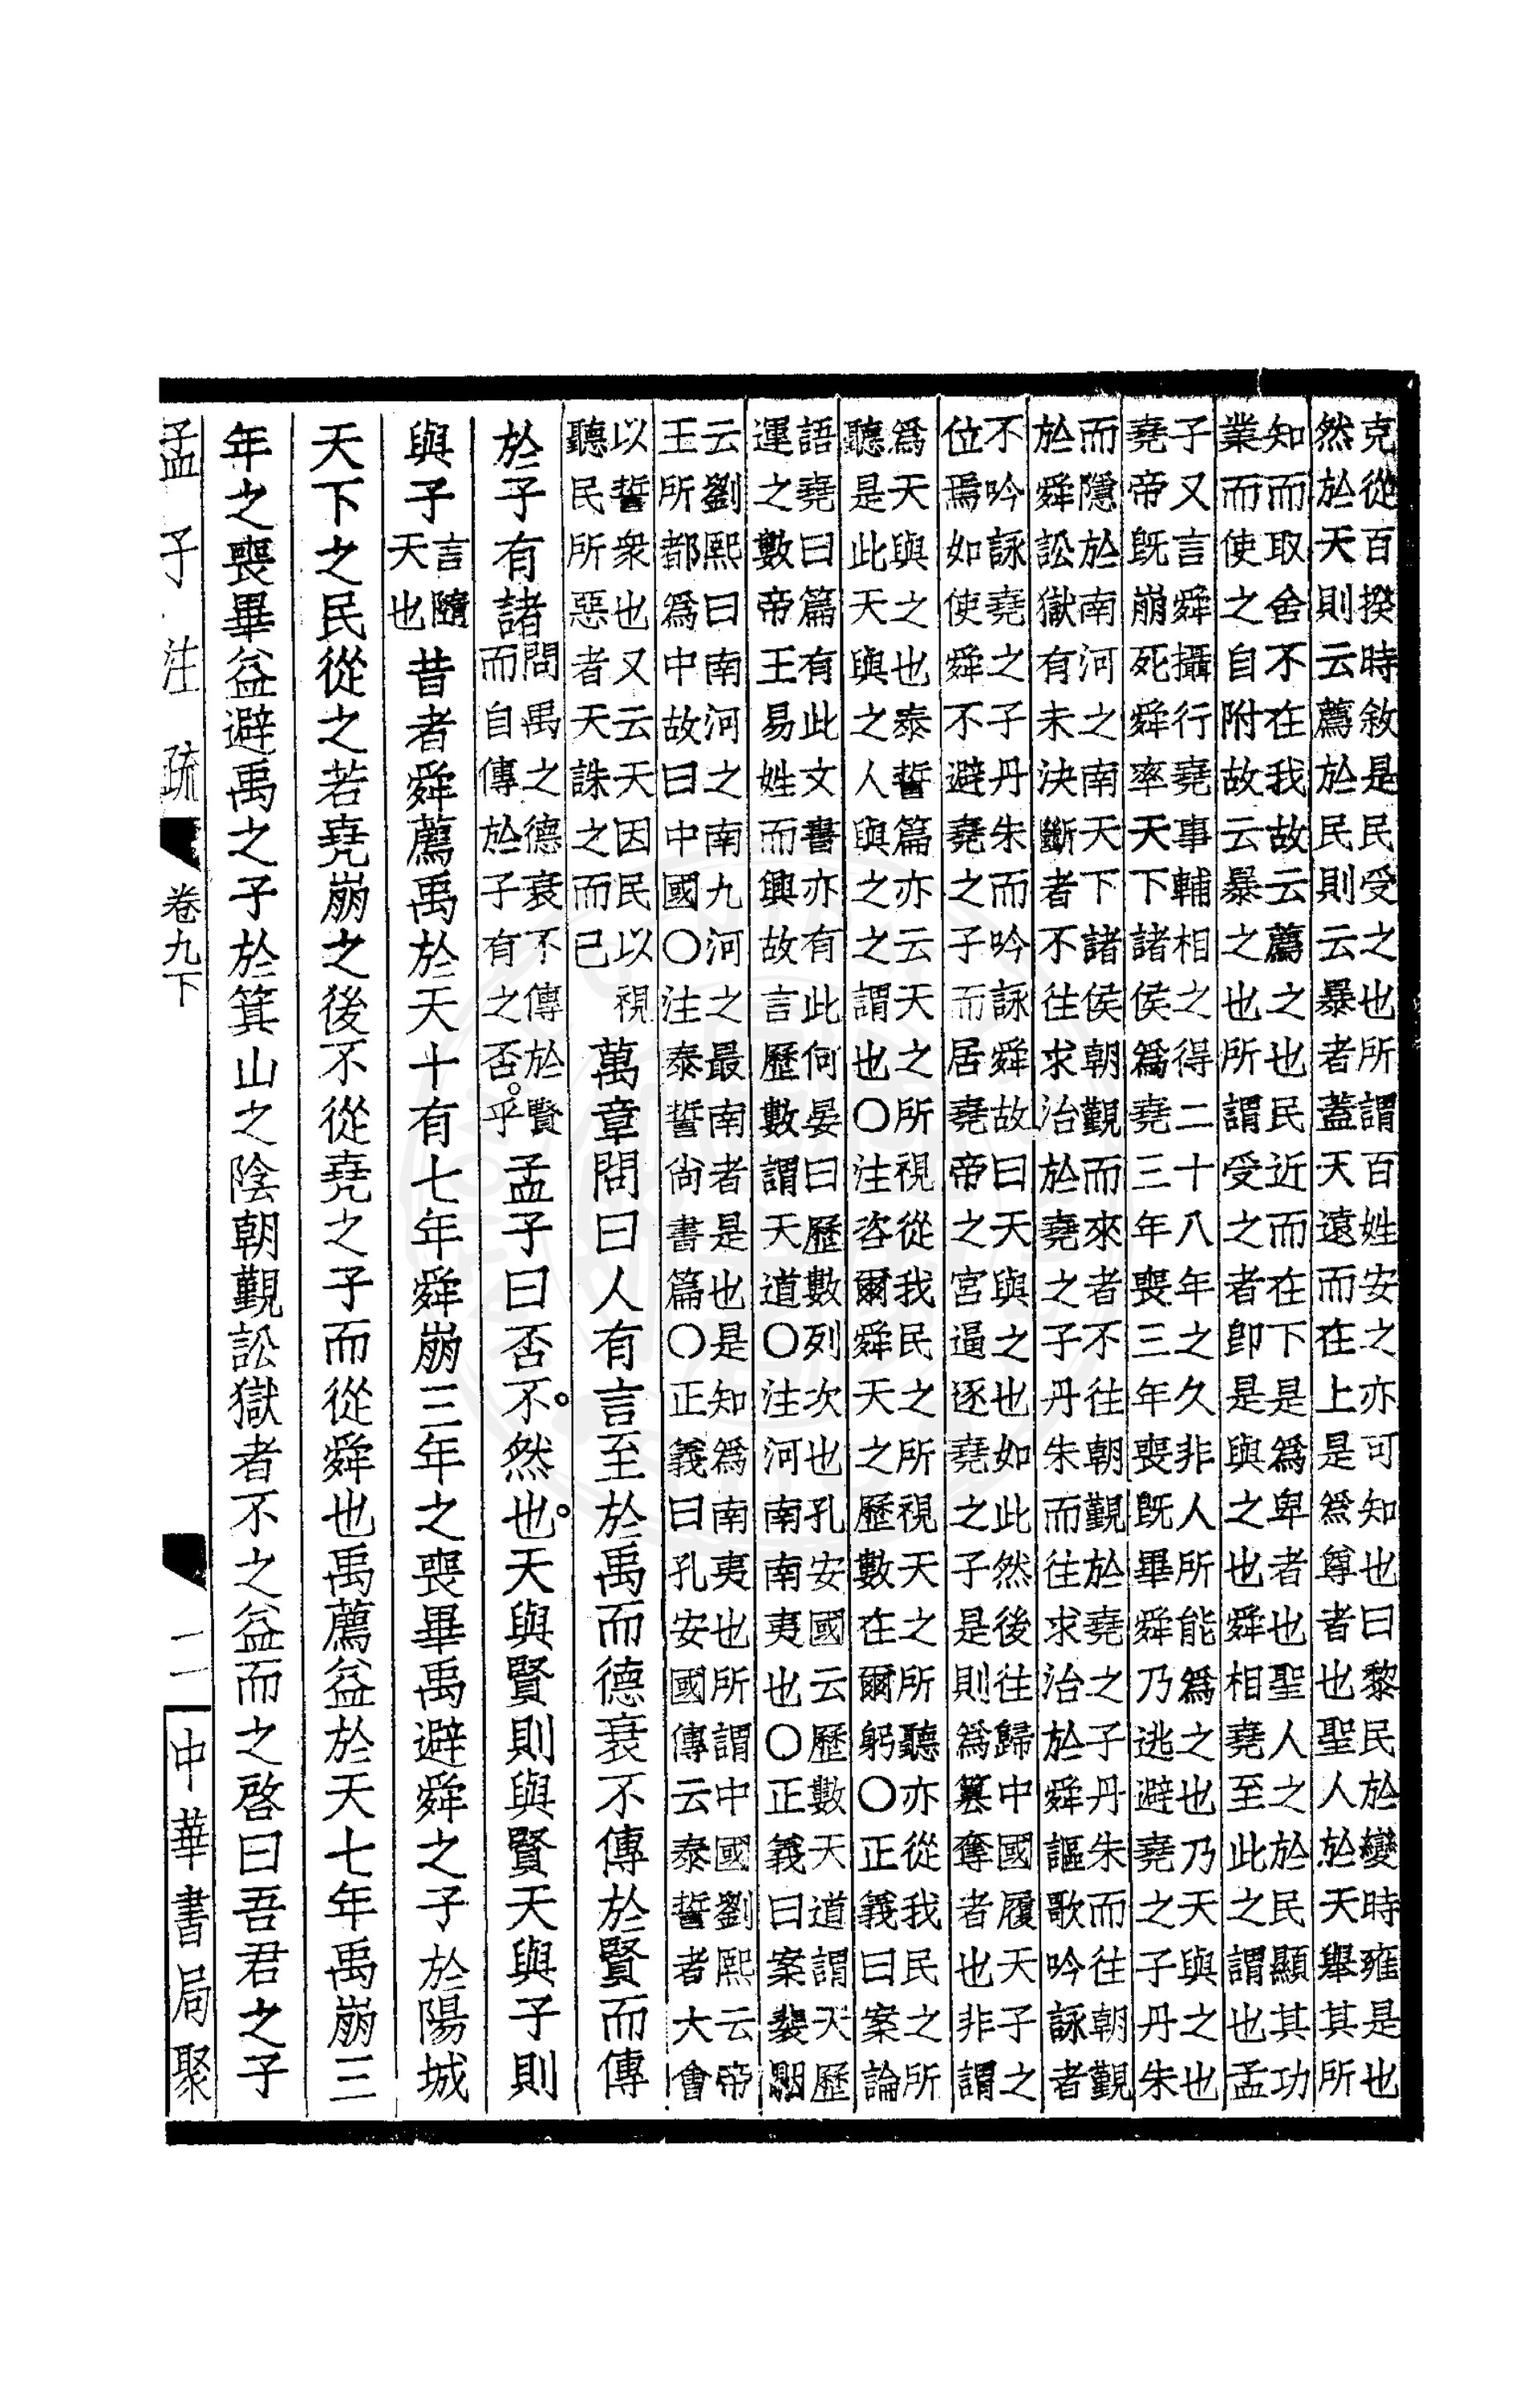 克從百揆時敘是民受之也所謂百姓安之亦可知也曰黎民於變時雍是也
然於天則云薦於民則云暴者蓋天遠而在上是爲尊者也聖人於天舉其所
知而取舍不在我故云薦之也民近而在下是爲卑者也聖人之於民顯其功
業而使之自附故云暴之也所謂受之者卽是與之也舜相堯至此之謂也孟
子又言舜攝行堯事輔相之得二十八年之久非人所能爲之也乃天與之也
堯帝旣崩死舜率天下諸侯爲堯三年喪三年喪旣畢舜乃逃避堯之子丹朱
而隱於南河之南天下諸侯朝覲而來者不往朝覲於堯之子丹朱而往朝覲
於舜訟獄有未決斷者不往求治於堯之子丹朱而往求治於舜謳歌吟詠者
不吟詠堯之子丹朱而吟詠舜故曰天與之也如此然後往歸中國履天子之
位焉如使舜不避堯之子而居堯帝之宮逼逐堯之子是則爲簒奪者也非謂
爲天與之也泰誓篇亦云天之所視從我民之所視天之所聽亦從我民之所
聽是此天與之人與之之謂也〇注咨爾舜天之歷數在爾躬〇正義曰案論
語堯曰篇有此文書亦有此何晏曰歷數列次也孔安國云歷數天道謂天歷
運之數帝王易姓而興故言歷數謂天道〇注河南南夷也〇正義曰案裴駰
云劉熙曰南河之南九河之最南者是也是知爲南夷也所謂中國劉熙云帝
王所都爲中故曰中國〇注泰誓尙書篇〇正義曰孔安國傳云泰誓者大會
以誓衆也又云天因民以視
聽民所惡者天誅之而已
萬章問曰人有言至於禹而德衰不傳於賢而傳
於子有諸
問禹之德衰不傳於賢
而自傳於子有之否。乎
孟子曰否不。然也。天與賢則與賢天與子則
與子
言隨
天也
昔者舜薦禹於天十有七年舜崩三年之喪畢禹避舜之子於陽城
天下之民從之若堯崩之後不從堯之子而從舜也禹薦益於天七年禹崩三
年之喪畢益避禹之子於箕山之陰朝覲訟獄者不之益而之啓曰吾君之子
孟子注疏 卷九下 二 中華書局聚